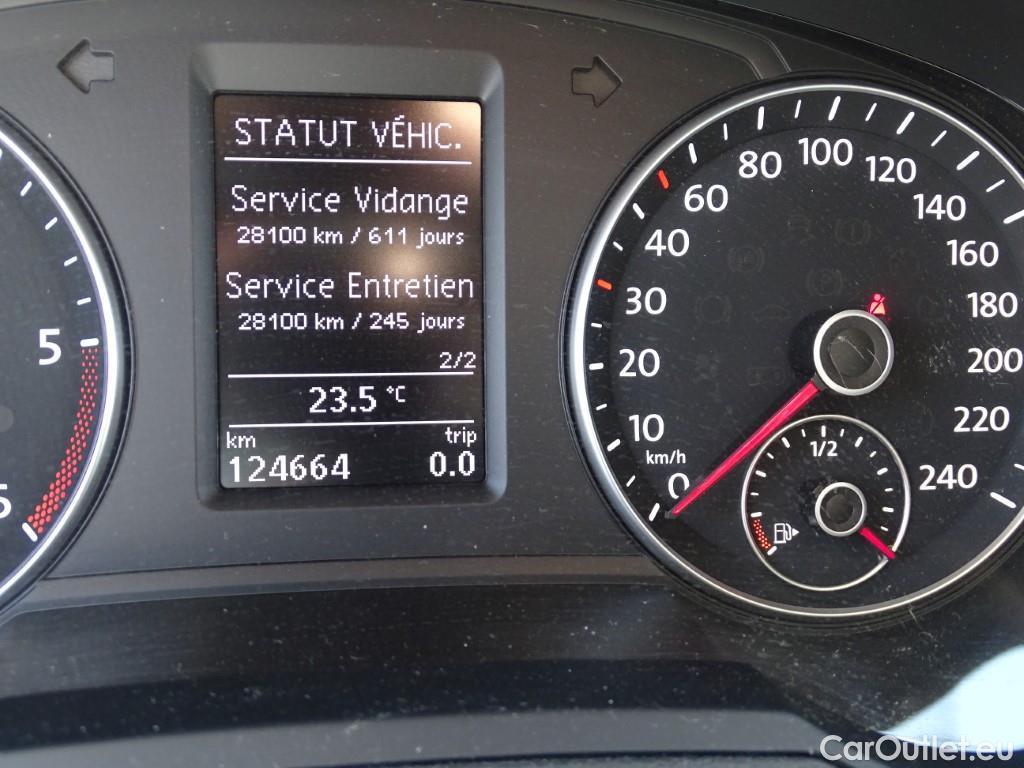 STATUT VÉHIC.
Service Vidange
28100 km / 611 jours
Service Entretien
28100 km / 245 jours
2/2
23.5 °C
km trip
124664 0.0
5
6
0
10
20
30
40
60
80
100
120
140
160
180
200
220
240
km/h
1/2
CarOutlet.eu